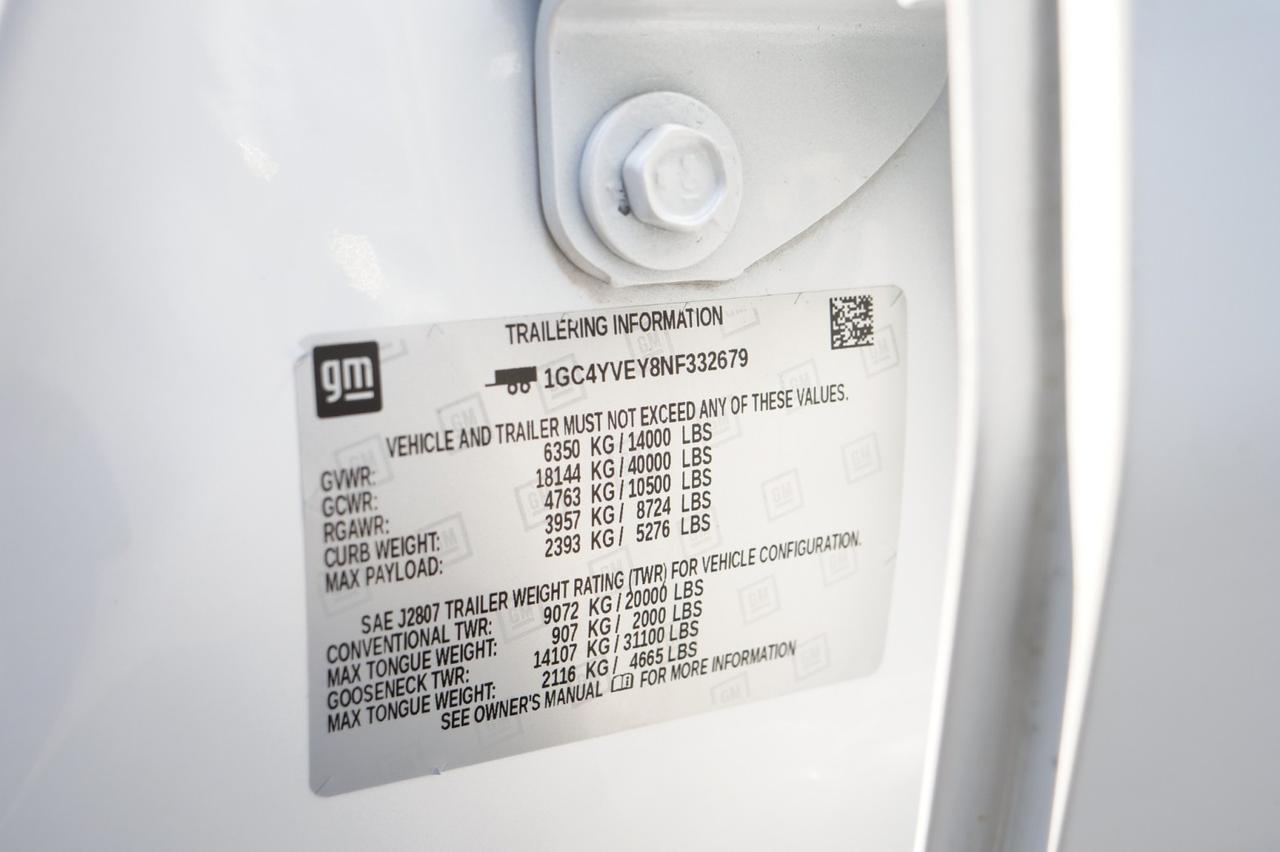 gm
TRAILERING INFORMATION
1GC4YVEY8NF332679
VEHICLE AND TRAILER MUST NOT EXCEED ANY OF THESE VALUES.
GVWR: 6350 KG / 14000 LBS
GCWR: 18144 KG / 40000 LBS
RGAWR: 4763 KG / 10500 LBS
CURB WEIGHT: 3957 KG / 8724 LBS
MAX PAYLOAD: 2393 KG / 5276 LBS
SAE J2807 TRAILER WEIGHT RATING (TWR) FOR VEHICLE CONFIGURATION.
CONVENTIONAL TWR: 9072 KG / 20000 LBS
MAX TONGUE WEIGHT: 907 KG / 2000 LBS
GOOSENECK TWR: 14107 KG / 31100 LBS
MAX TONGUE WEIGHT: 2116 KG / 4665 LBS
SEE OWNER'S MANUAL FOR MORE INFORMATION